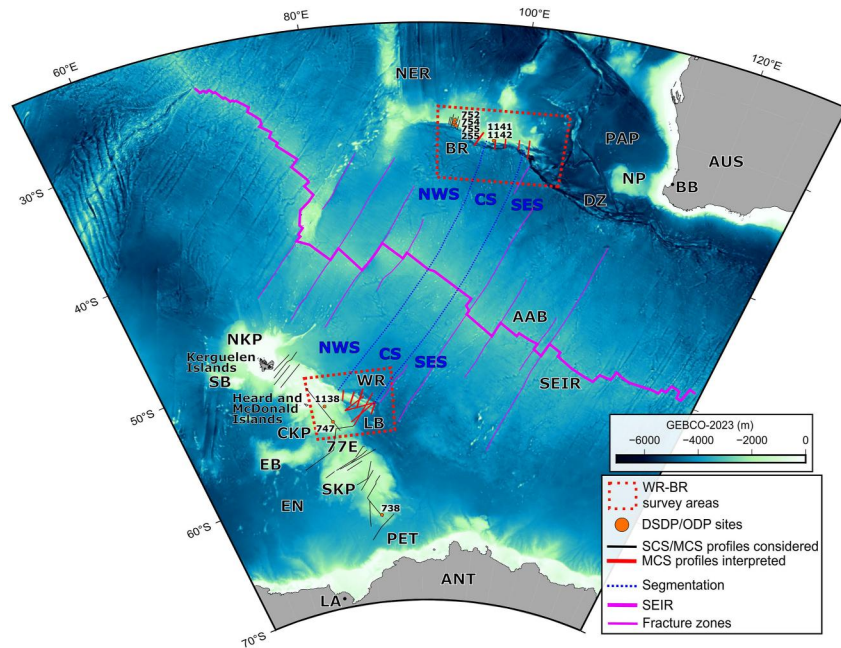 80°E
100°E
60°E
120°E
NER
752
754
755
255
1141
1142
BR
PAP
AUS
NP
BB
DZ
30°S
NWS
CS
SES
40°S
AAB
NKP
Kerguelen
Islands
SB
NWS
CS
SES
WR
SEIR
Heard and
McDonald
Islands
1138
50°S
CKP
747
LB
77E
EB
SKP
EN
738
60°S
PET
ANT
LA
70°S
GEBCO-2023 (m)
−6000
−4000
−2000
0
WR-BR
survey areas
DSDP/ODP sites
SCS/MCS profiles considered
MCS profiles interpreted
Segmentation
SEIR
Fracture zones